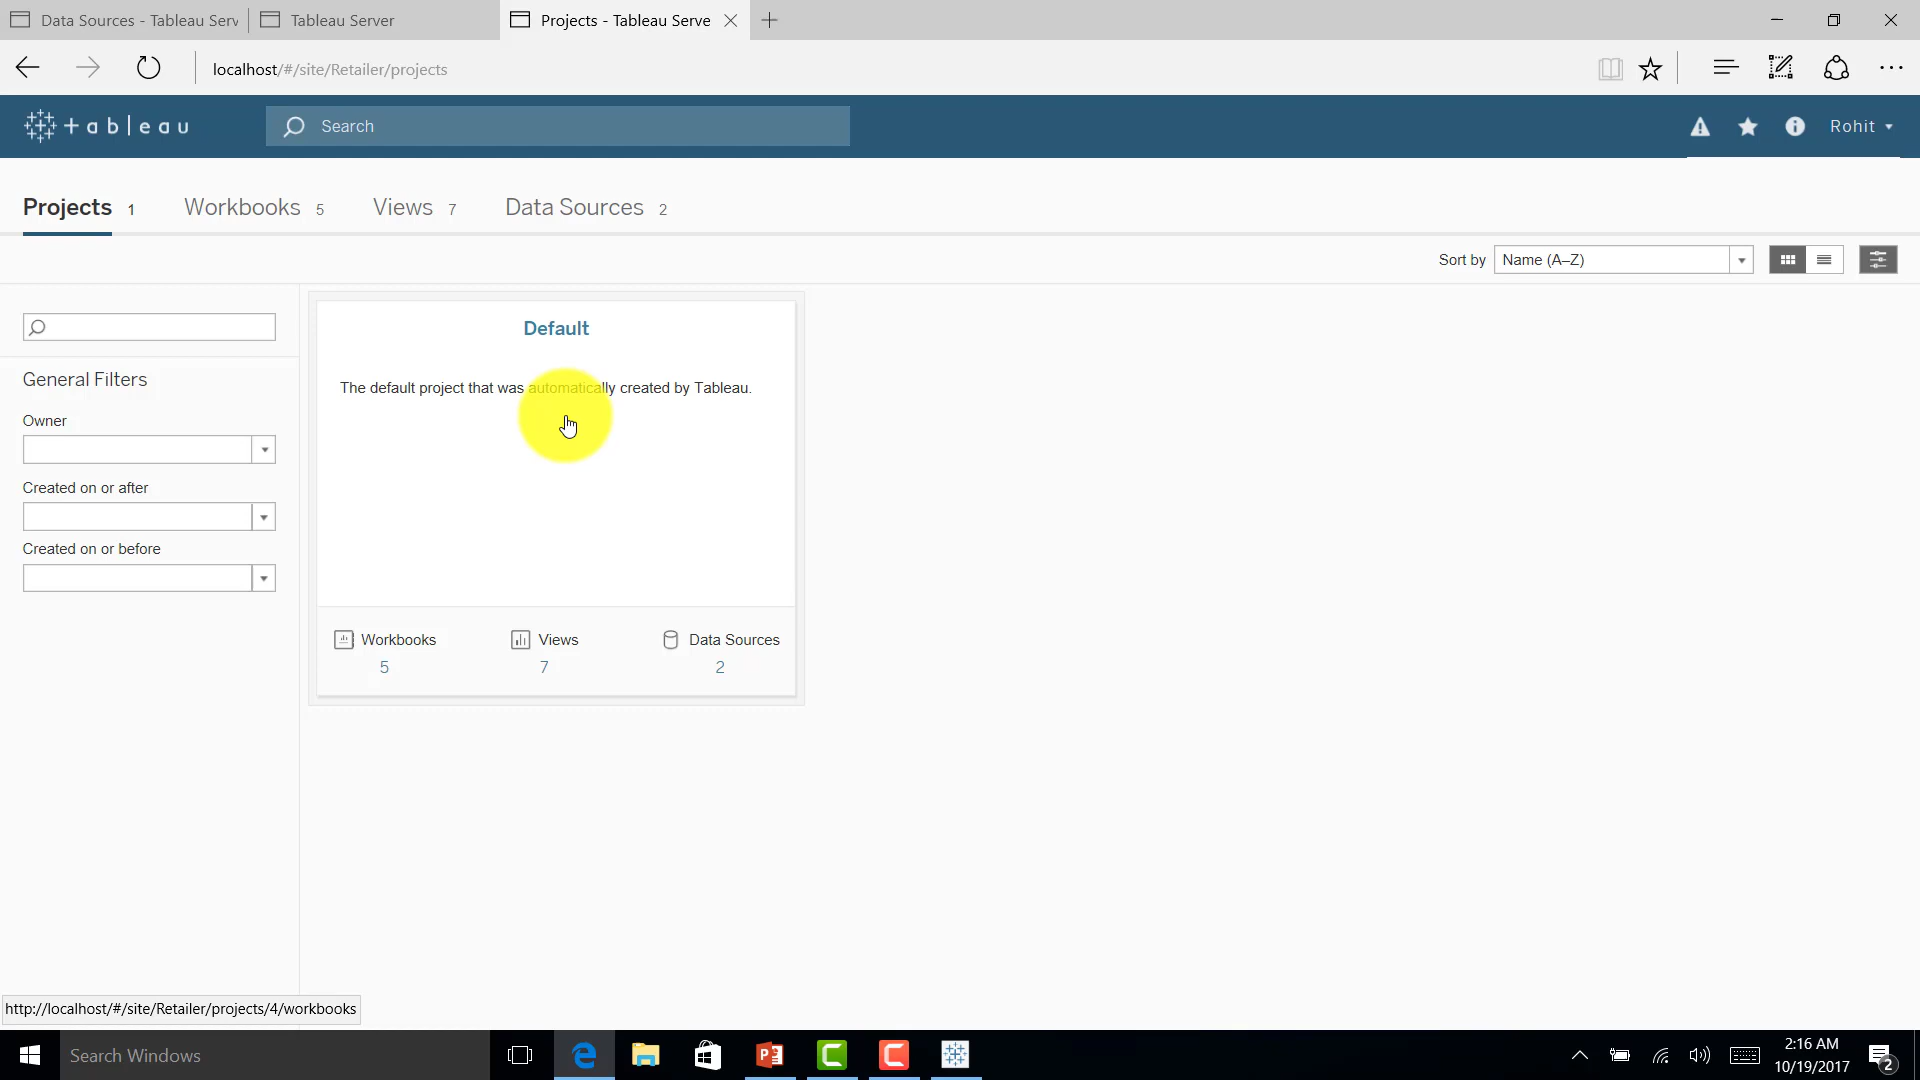 Data Sources - Tableau Serv
Tableau Server
Projects - Tableau Serve
localhost/#/site/Retailer/projects
+ a b | e a u
Search
Rohit
Projects 1
Workbooks 5
Views 7
Data Sources 2
Sort by
Name (A–Z)
General Filters
Owner
Created on or after
Created on or before
Default
The default project that was automatically created by Tableau.
Workbooks
5
Views
7
Data Sources
2
http://localhost/#/site/Retailer/projects/4/workbooks
Search Windows
2:16 AM
10/19/2017
2